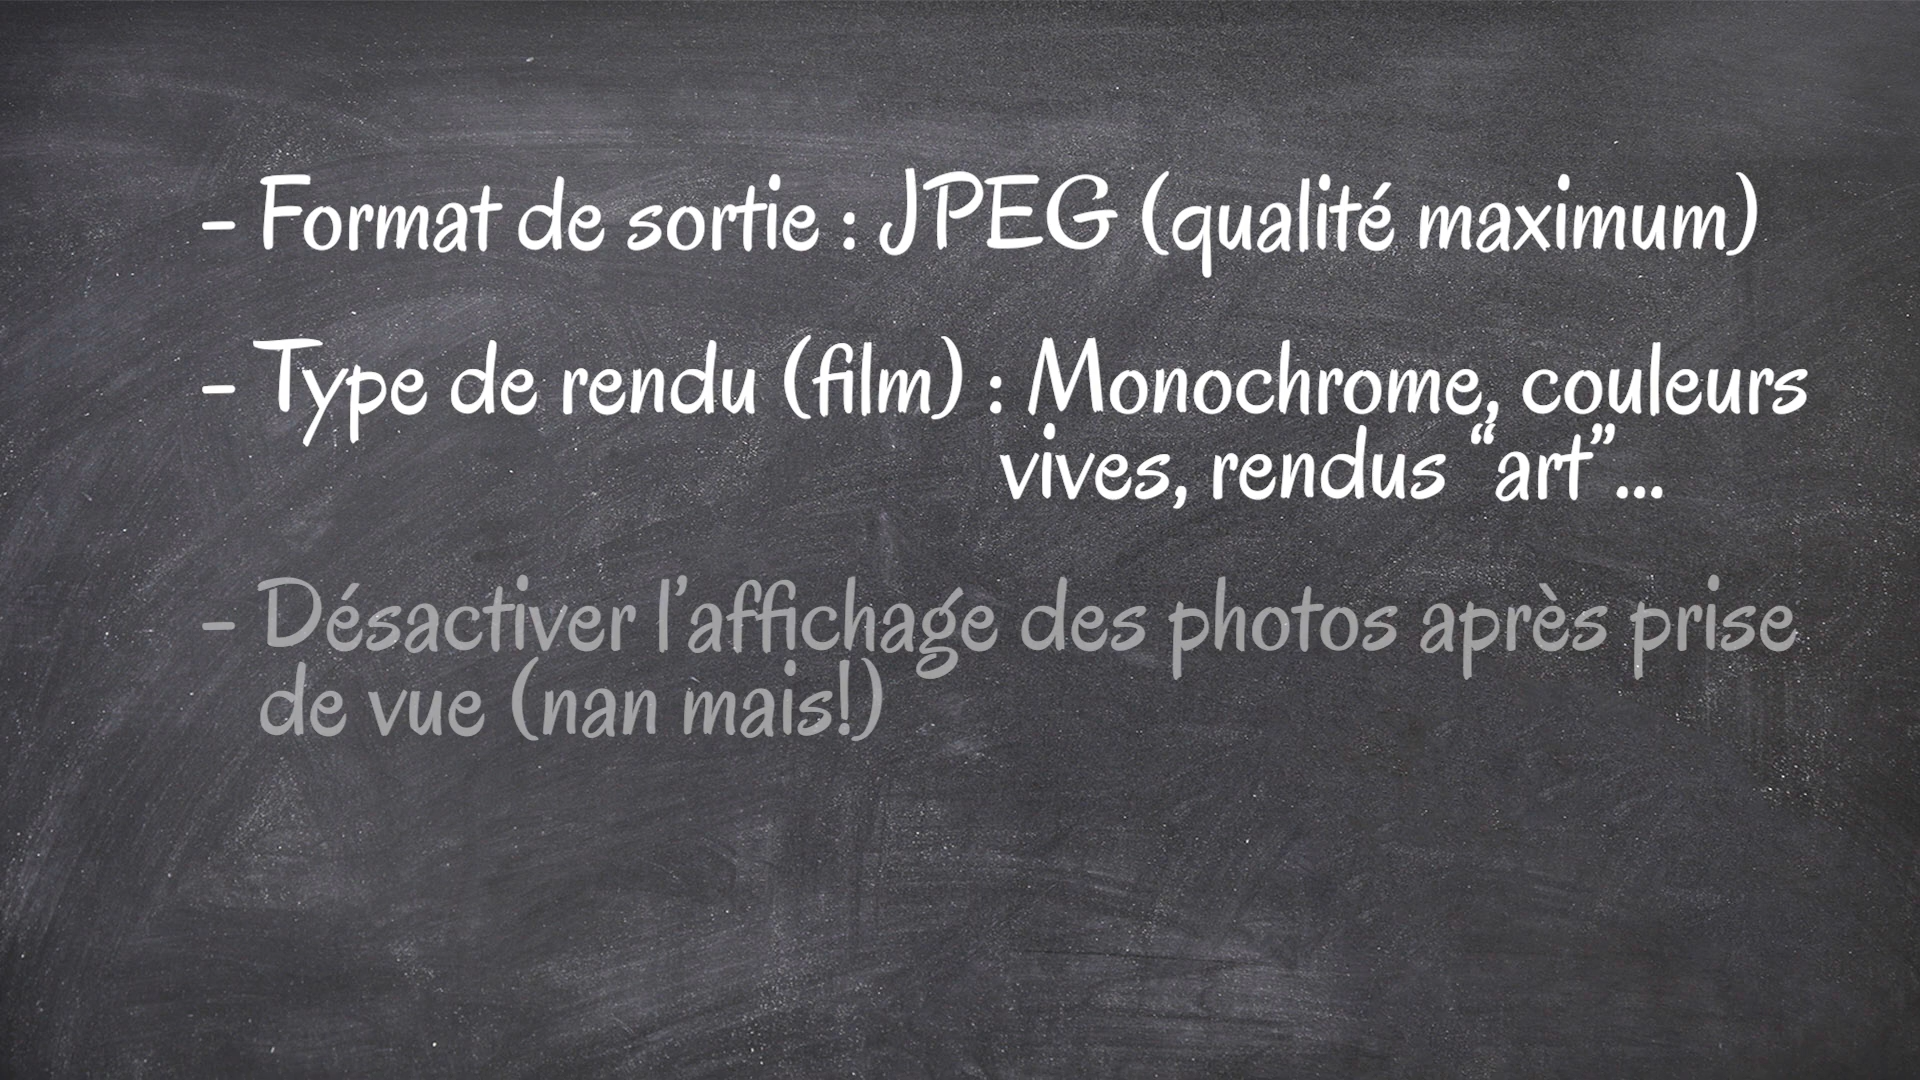 - Format de sortie : JPEG (qualité maximum)
- Type de rendu (film) : Monochrome, couleurs
vives, rendus “art”...
- Désactiver l’affichage des photos après prise
de vue (nan mais!)